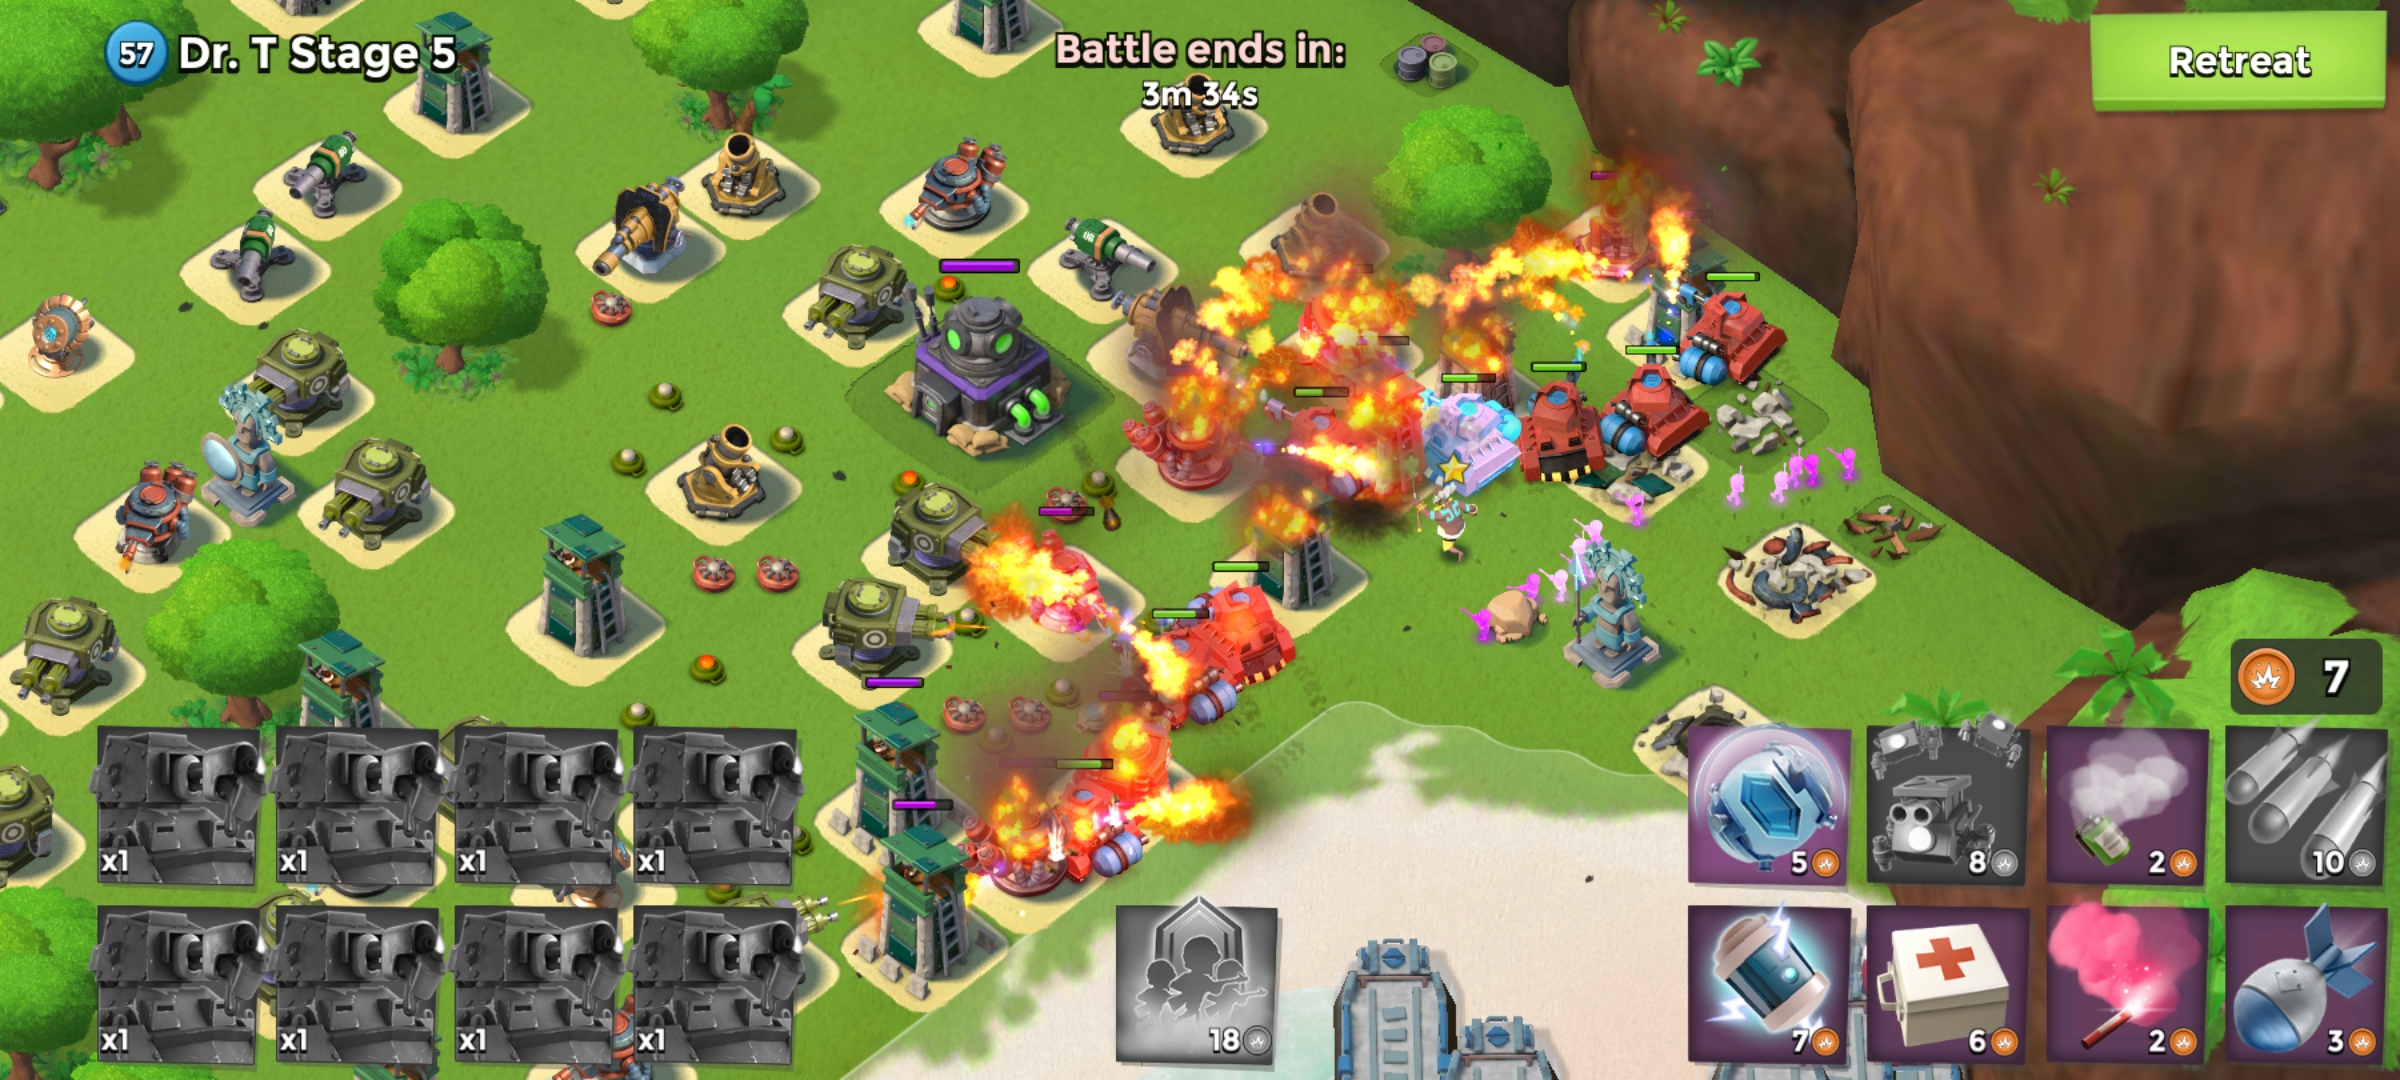 57 Dr. T Stage 5
Battle ends in:
3m 34s
Retreat
7
5
8
2
10
x1
x1
x1
x1
7
6
2
3
x1
x1
x1
x1
18